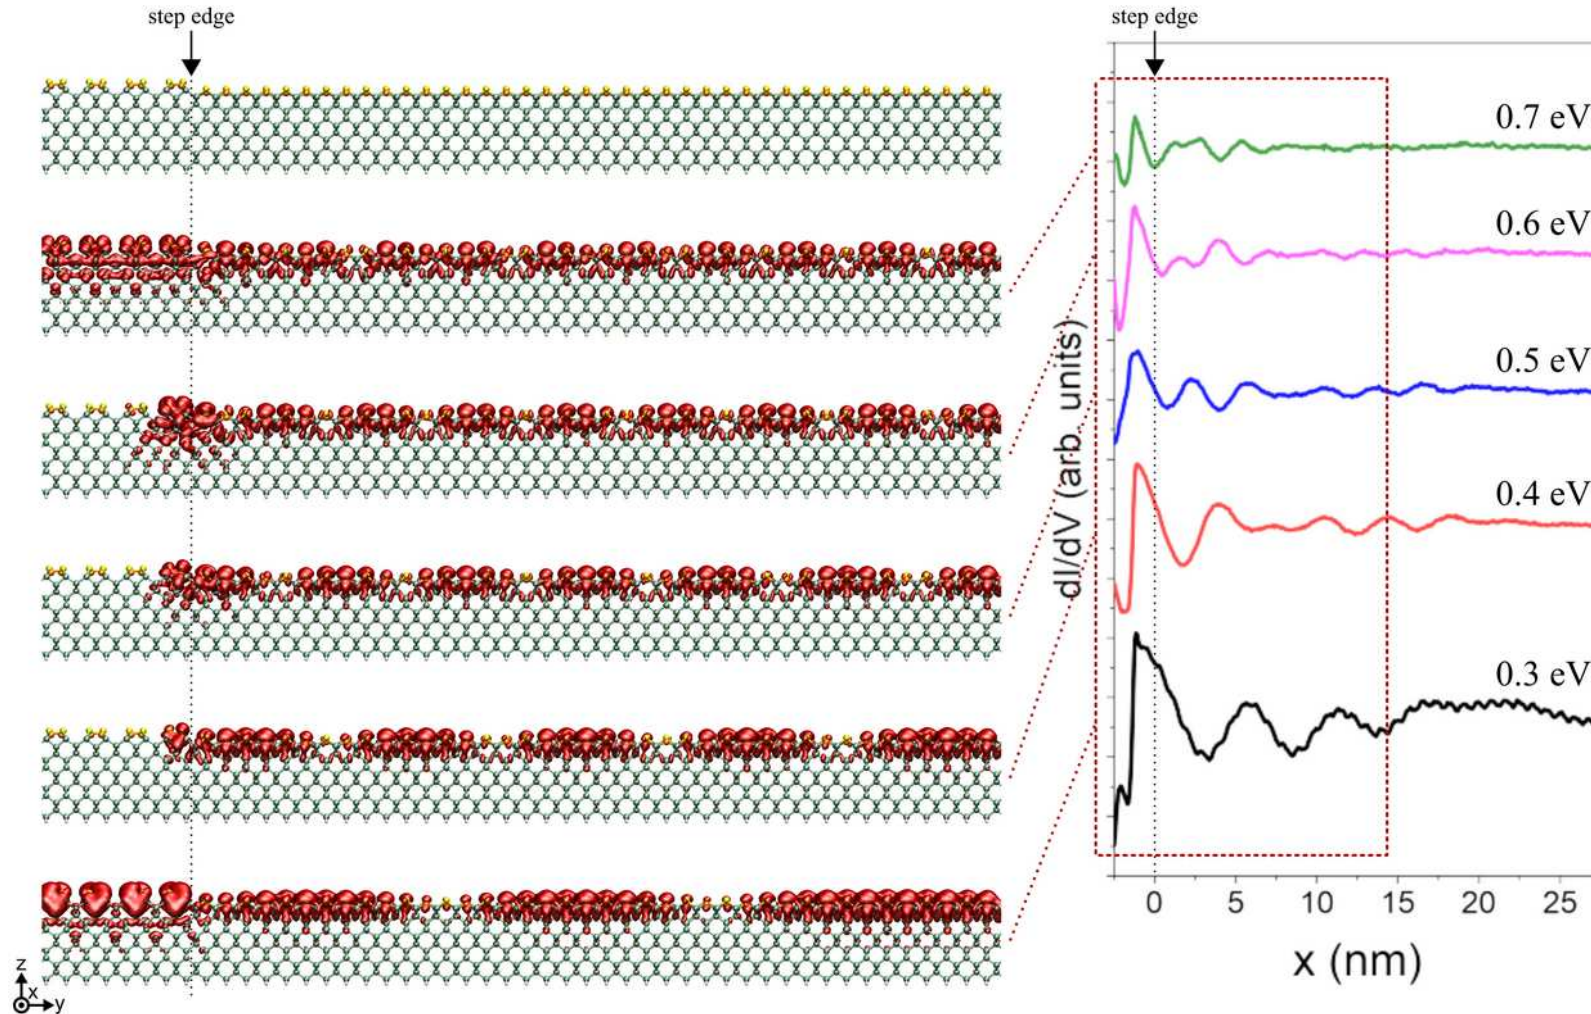 step edge
step edge
0.7 eV
0.6 eV
0.5 eV
0.4 eV
0.3 eV
dI/dV (arb. units)
0 5 10 15 20 25
x (nm)
z
x
y